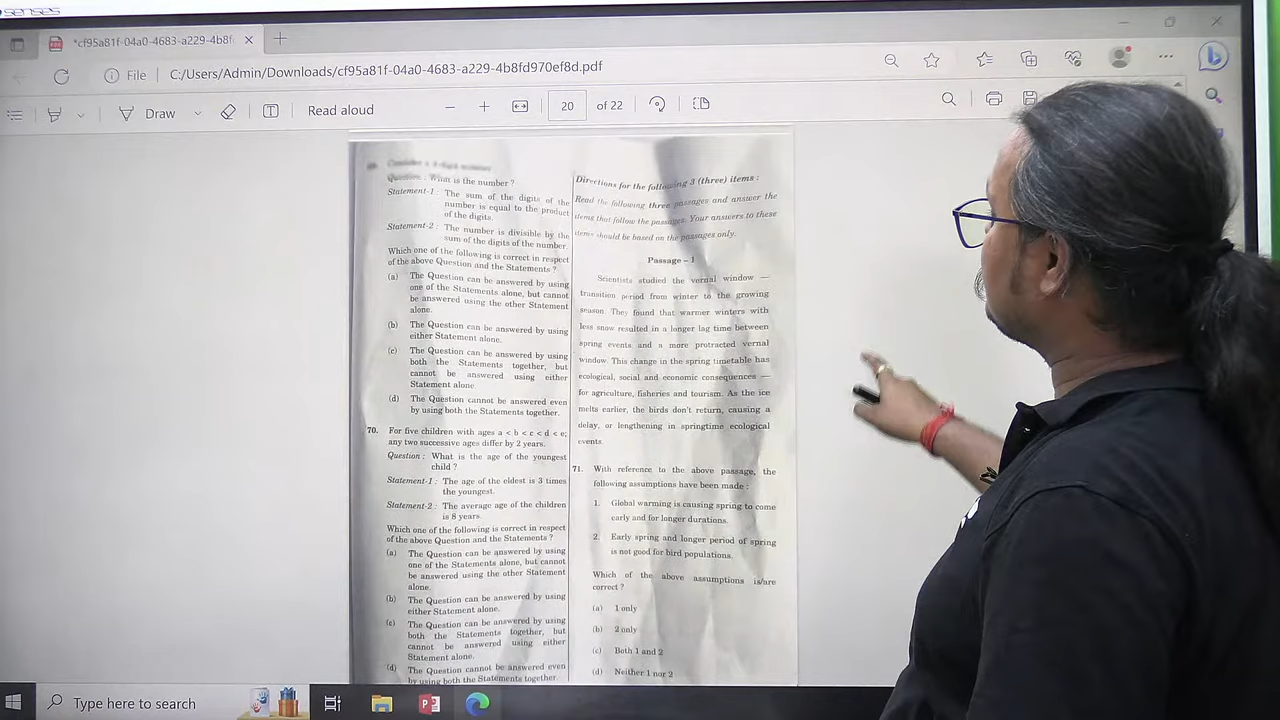 senses
*cf95a81f-04a0-4683-a229-4b8f
File
C:/Users/Admin/Downloads/cf95a81f-04a0-4683-a229-4b8fd970ef8d.pdf
Draw
Read aloud
20
of 22
Consider a 3-digit number
Question : What is the number ?
Statement-1 : The sum of the digits of the
number is equal to the product
of the digits.
Statement-2 : The number is divisible by the
sum of the digits of the number.
Which one of the following is correct in respect
of the above Question and the Statements ?
(a) The Question can be answered by using
one of the Statements alone, but cannot
be answered using the other Statement
alone.
(b) The Question can be answered by using
either Statement alone.
(c) The Question can be answered by using
both the Statements together, but
cannot be answered using either
Statement alone.
(d) The Question cannot be answered even
by using both the Statements together.
70. For five children with ages a < b < c < d < e;
any two successive ages differ by 2 years.
Question : What is the age of the youngest
child ?
Statement-1 : The age of the eldest is 3 times
the youngest.
Statement-2 : The average age of the children
is 8 years.
Which one of the following is correct in respect
of the above Question and the Statements ?
(a) The Question can be answered by using
one of the Statements alone, but cannot
be answered using the other Statement
alone.
(b) The Question can be answered by using
either Statement alone.
(c) The Question can be answered by using
both the Statements together, but
cannot be answered using either
Statement alone.
(d) The Question cannot be answered even
by using both the Statements together.
Directions for the following 3 (three) items :
Read the following three passages and answer the
items that follow the passages. Your answers to these
items should be based on the passages only.
Passage – 1
Scientists studied the vernal window —
transition period from winter to the growing
season. They found that warmer winters with
less snow resulted in a longer lag time between
spring events and a more protracted vernal
window. This change in the spring timetable has
ecological, social and economic consequences —
for agriculture, fisheries and tourism. As the ice
melts earlier, the birds don't return, causing a
delay, or lengthening in springtime ecological
events.
71. With reference to the above passage, the
following assumptions have been made :
1. Global warming is causing spring to come
early and for longer durations.
2. Early spring and longer period of spring
is not good for bird populations.
Which of the above assumptions is/are
correct ?
(a) 1 only
(b) 2 only
(c) Both 1 and 2
(d) Neither 1 nor 2
Type here to search